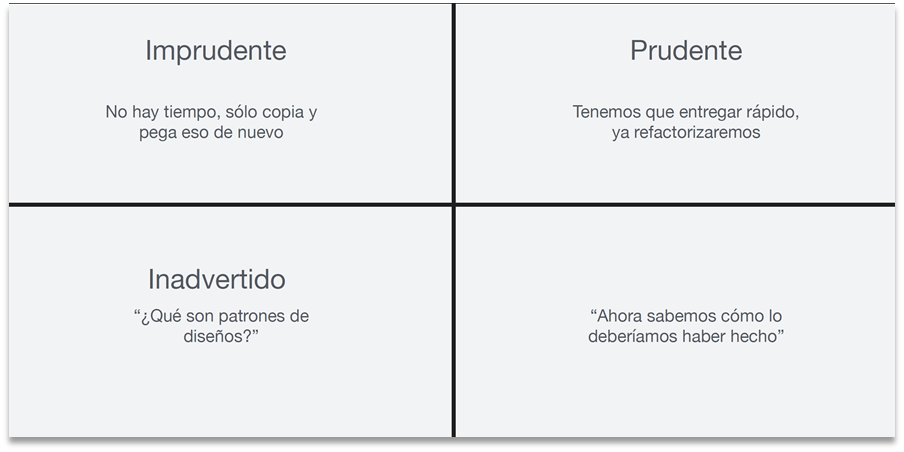 Imprudente
No hay tiempo, sólo copia y
pega eso de nuevo
Prudente
Tenemos que entregar rápido,
ya refactorizaremos
Inadvertido
“¿Qué son patrones de
diseños?”
“Ahora sabemos cómo lo
deberíamos haber hecho”